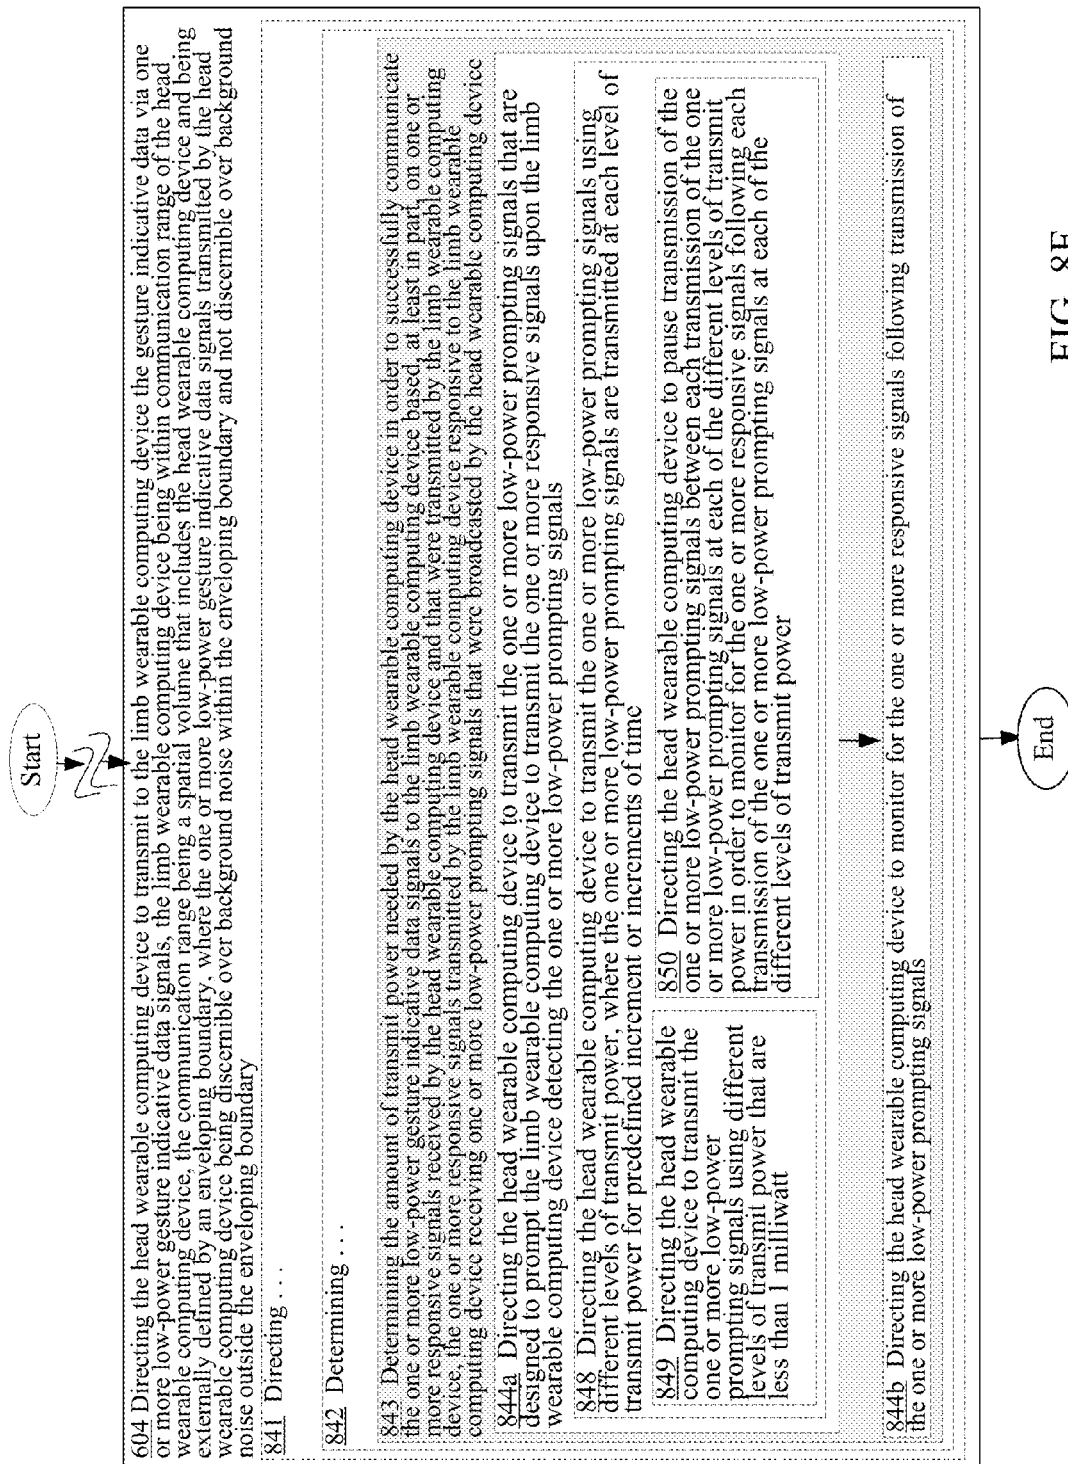 Start
604 Directing the head wearable computing device to transmit to the limb wearable computing device the gesture indicative data via one
or more low-power gesture indicative data signals, the limb wearable computing device being within communication range of the head
wearable computing device, the communication range being a spatial volume that includes the head wearable computing device and being
externally defined by an enveloping boundary, where the one or more low-power gesture indicative data signals transmitted by the head
wearable computing device being discernible over background noise within the enveloping boundary and not discernible over background
noise outside the enveloping boundary
841 Directing . . .
842 Determining . . .
843 Determining the amount of transmit power needed by the head wearable computing device in order to successfully communicate
the one or more low-power gesture indicative data signals to the limb wearable computing device based, at least in part, on one or
more responsive signals received by the head wearable computing device and that were transmitted by the limb wearable computing
device, the one or more responsive signals transmitted by the limb wearable computing device responsive to the limb wearable
computing device receiving one or more low-power prompting signals that were broadcasted by the head wearable computing device
844a Directing the head wearable computing device to transmit the one or more low-power prompting signals that are
designed to prompt the limb wearable computing device to transmit the one or more responsive signals upon the limb
wearable computing device detecting the one or more low-power prompting signals
848 Directing the head wearable computing device to transmit the one or more low-power prompting signals using
different levels of transmit power, where the one or more low-power prompting signals are transmitted at each level of
transmit power for predefined increment or increments of time
849 Directing the head wearable
computing device to transmit the
one or more low-power
prompting signals using different
levels of transmit power that are
less than 1 milliwatt
850 Directing the head wearable computing device to pause transmission of the
one or more low-power prompting signals between each transmission of the one
or more low-power prompting signals at each of the different levels of transmit
power in order to monitor for the one or more responsive signals following each
transmission of the one or more low-power prompting signals at each of the
different levels of transmit power
844b Directing the head wearable computing device to monitor for the one or more responsive signals following transmission of
the one or more low-power prompting signals
End
FIG. 8E